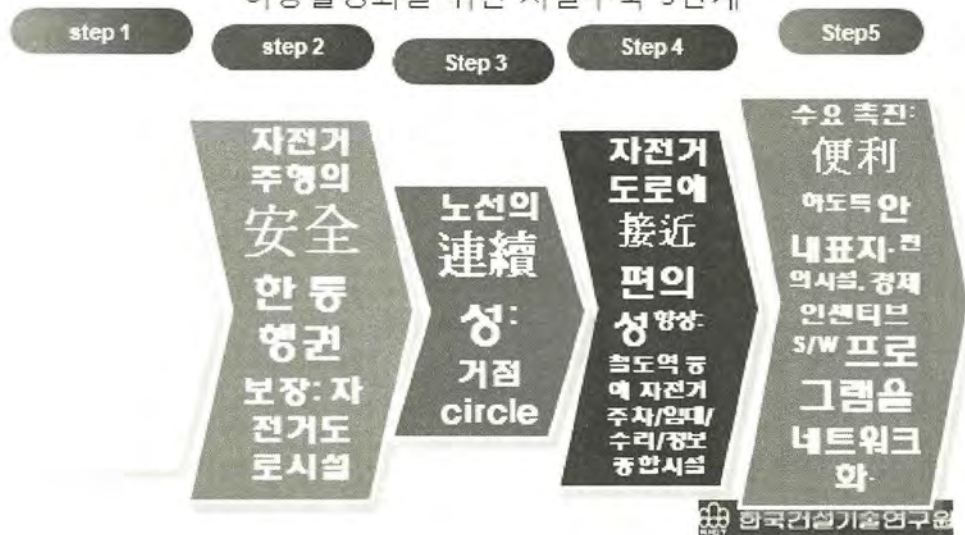 위한
step 1
step 2
Step 3
Step 4
Step5
자전거
주행의
安全
한 통
행권
보장: 자
전거도
로시설
노선의
連續
성:
거점
circle
자전거
도로에
接近
편의
성 향상:
철도역 등
에 자전거
주차/임대/
수리/정보
종합시설
수요 촉진:
便利
하도록 안
내표지·편
의시설. 경제
인센티브
S/W 프로
그램을
네트워크
화·
한국건설기술연구원